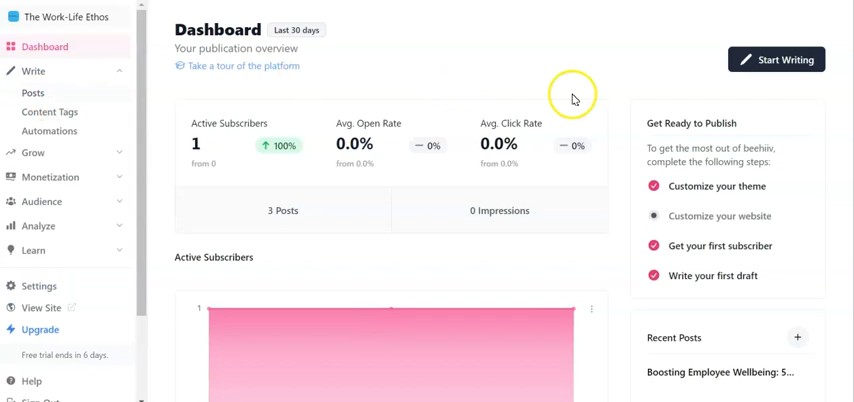 The Work-Life Ethos
Dashboard
Write
Posts
Content Tags
Automations
Grow
Monetization
Audience
Analyze
Learn
Settings
View Site
Upgrade
Free trial ends in 6 days.
Help
Sign Out
Dashboard
Last 30 days
Your publication overview
Take a tour of the platform
Start Writing
Active Subscribers
1
100%
from 0
Avg. Open Rate
0.0%
0%
from 0.0%
Avg. Click Rate
0.0%
0%
from 0.0%
3 Posts
0 Impressions
Active Subscribers
1
Get Ready to Publish
To get the most out of beehiiv,
complete the following steps:
Customize your theme
Customize your website
Get your first subscriber
Write your first draft
Recent Posts
Boosting Employee Wellbeing: 5...